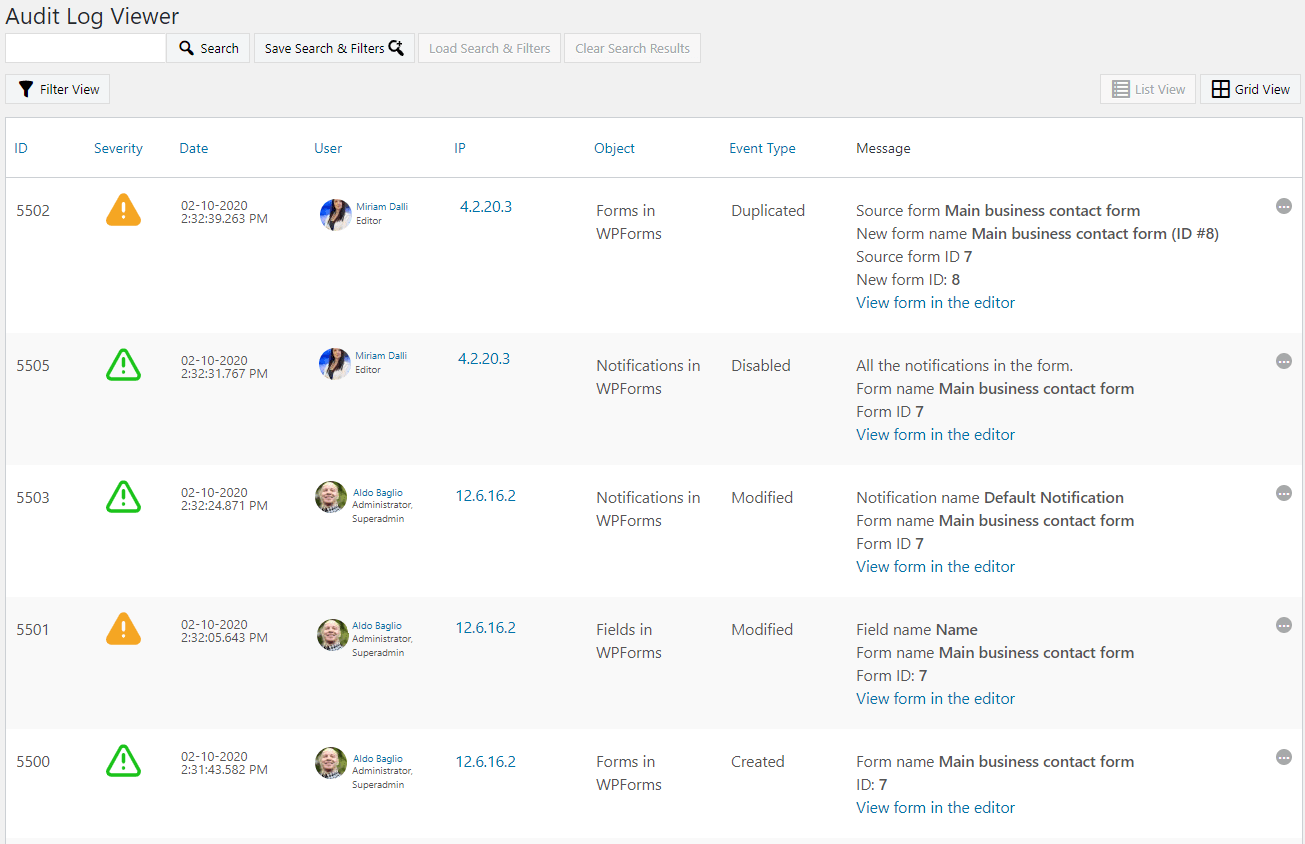 Audit Log Viewer
Search
Save Search & Filters
Load Search & Filters
Clear Search Results
Filter View
List View
Grid View
ID Severity Date User IP Object Event Type Message
5502
02-10-2020
2:32:39.263 PM
Miriam Dalli
Editor
4.2.20.3
Forms in
WPForms
Duplicated
Source form Main business contact form
New form name Main business contact form (ID #8)
Source form ID 7
New form ID: 8
View form in the editor
5505
02-10-2020
2:32:31.767 PM
Miriam Dalli
Editor
4.2.20.3
Notifications in
WPForms
Disabled
All the notifications in the form.
Form name Main business contact form
Form ID 7
View form in the editor
5503
02-10-2020
2:32:24.871 PM
Aldo Baglio
Administrator,
Superadmin
12.6.16.2
Notifications in
WPForms
Modified
Notification name Default Notification
Form name Main business contact form
Form ID 7
View form in the editor
5501
02-10-2020
2:32:05.643 PM
Aldo Baglio
Administrator,
Superadmin
12.6.16.2
Fields in
WPForms
Modified
Field name Name
Form name Main business contact form
Form ID: 7
View form in the editor
5500
02-10-2020
2:31:43.582 PM
Aldo Baglio
Administrator,
Superadmin
12.6.16.2
Forms in
WPForms
Created
Form name Main business contact form
ID: 7
View form in the editor